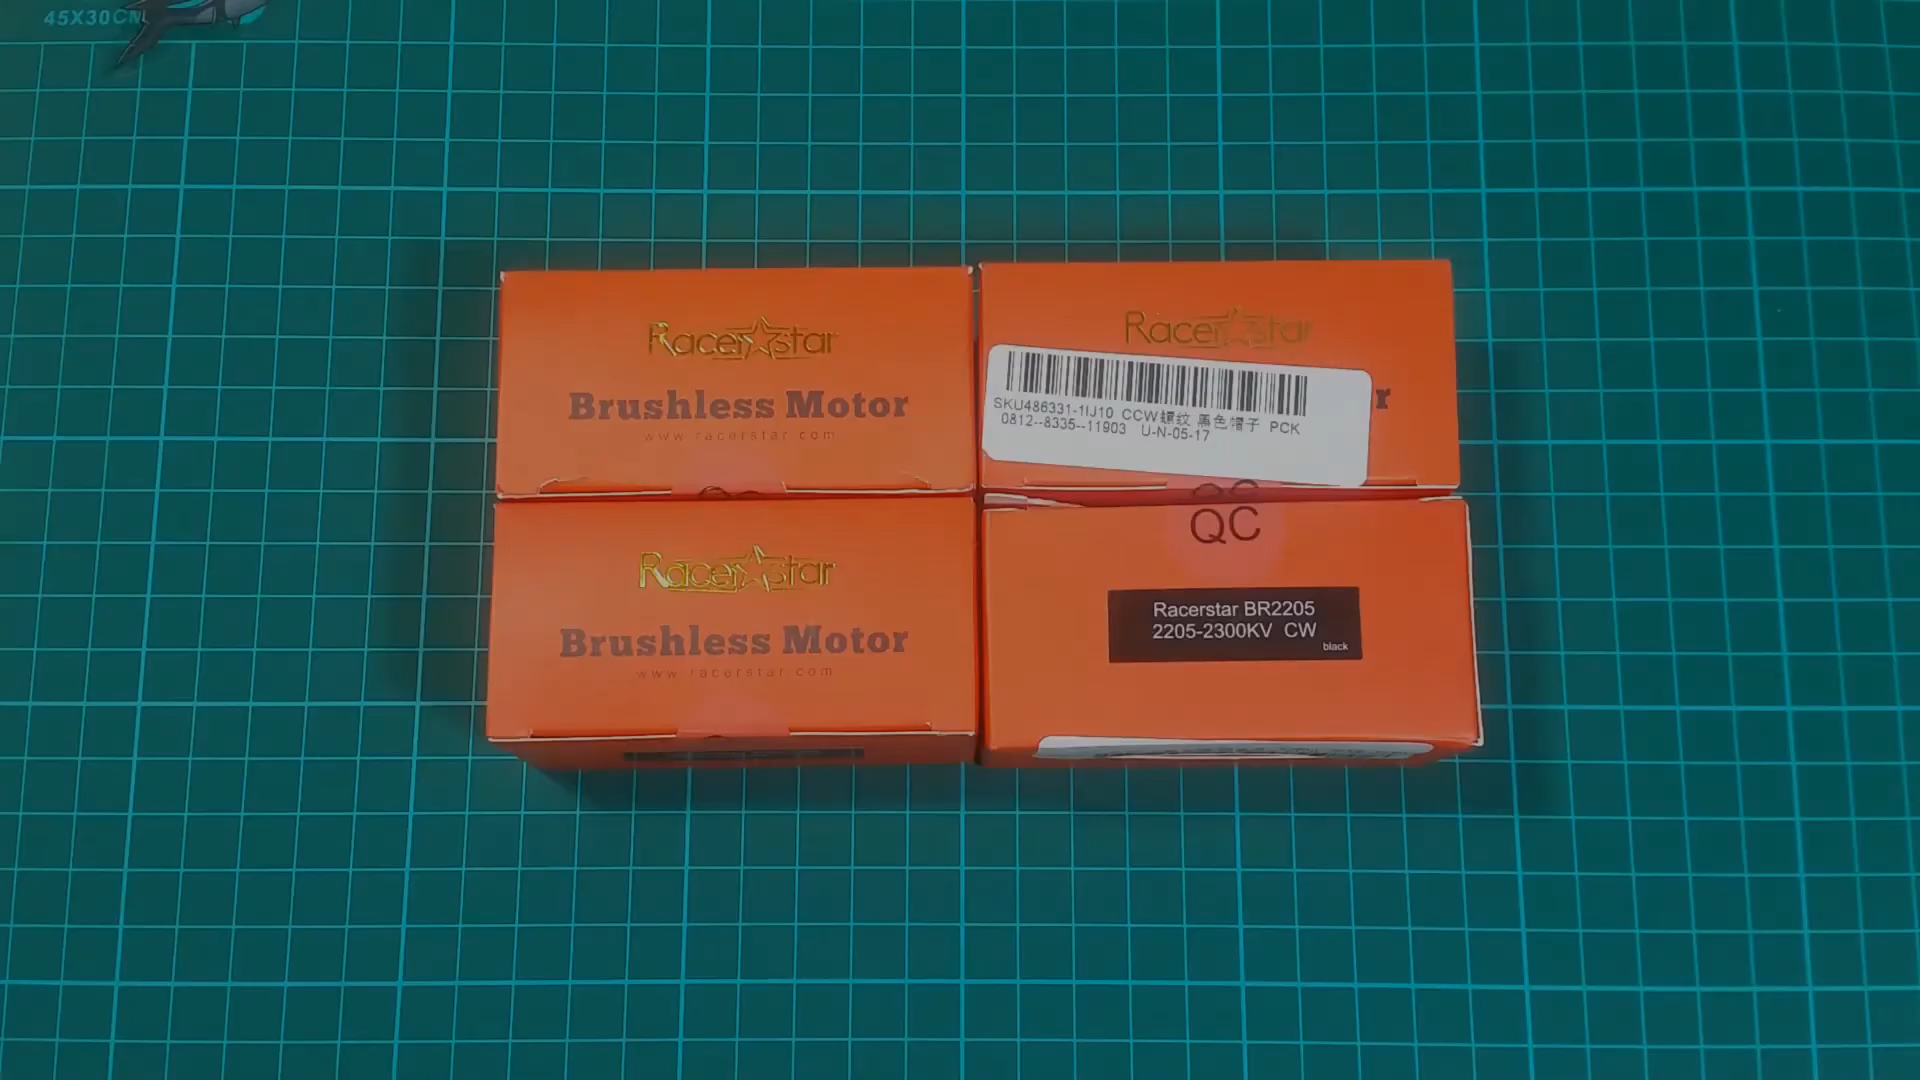 45X30CM
Racerstar
Brushless Motor
www.racerstar.com
Racerstar
r
SKU486331-1IJ10 CCW螺纹 黑色帽子 PCK
0812--8335--11903 U-N-05-17
Racerstar
Brushless Motor
www.racerstar.com
QC
Racerstar BR2205
2205-2300KV CW
black